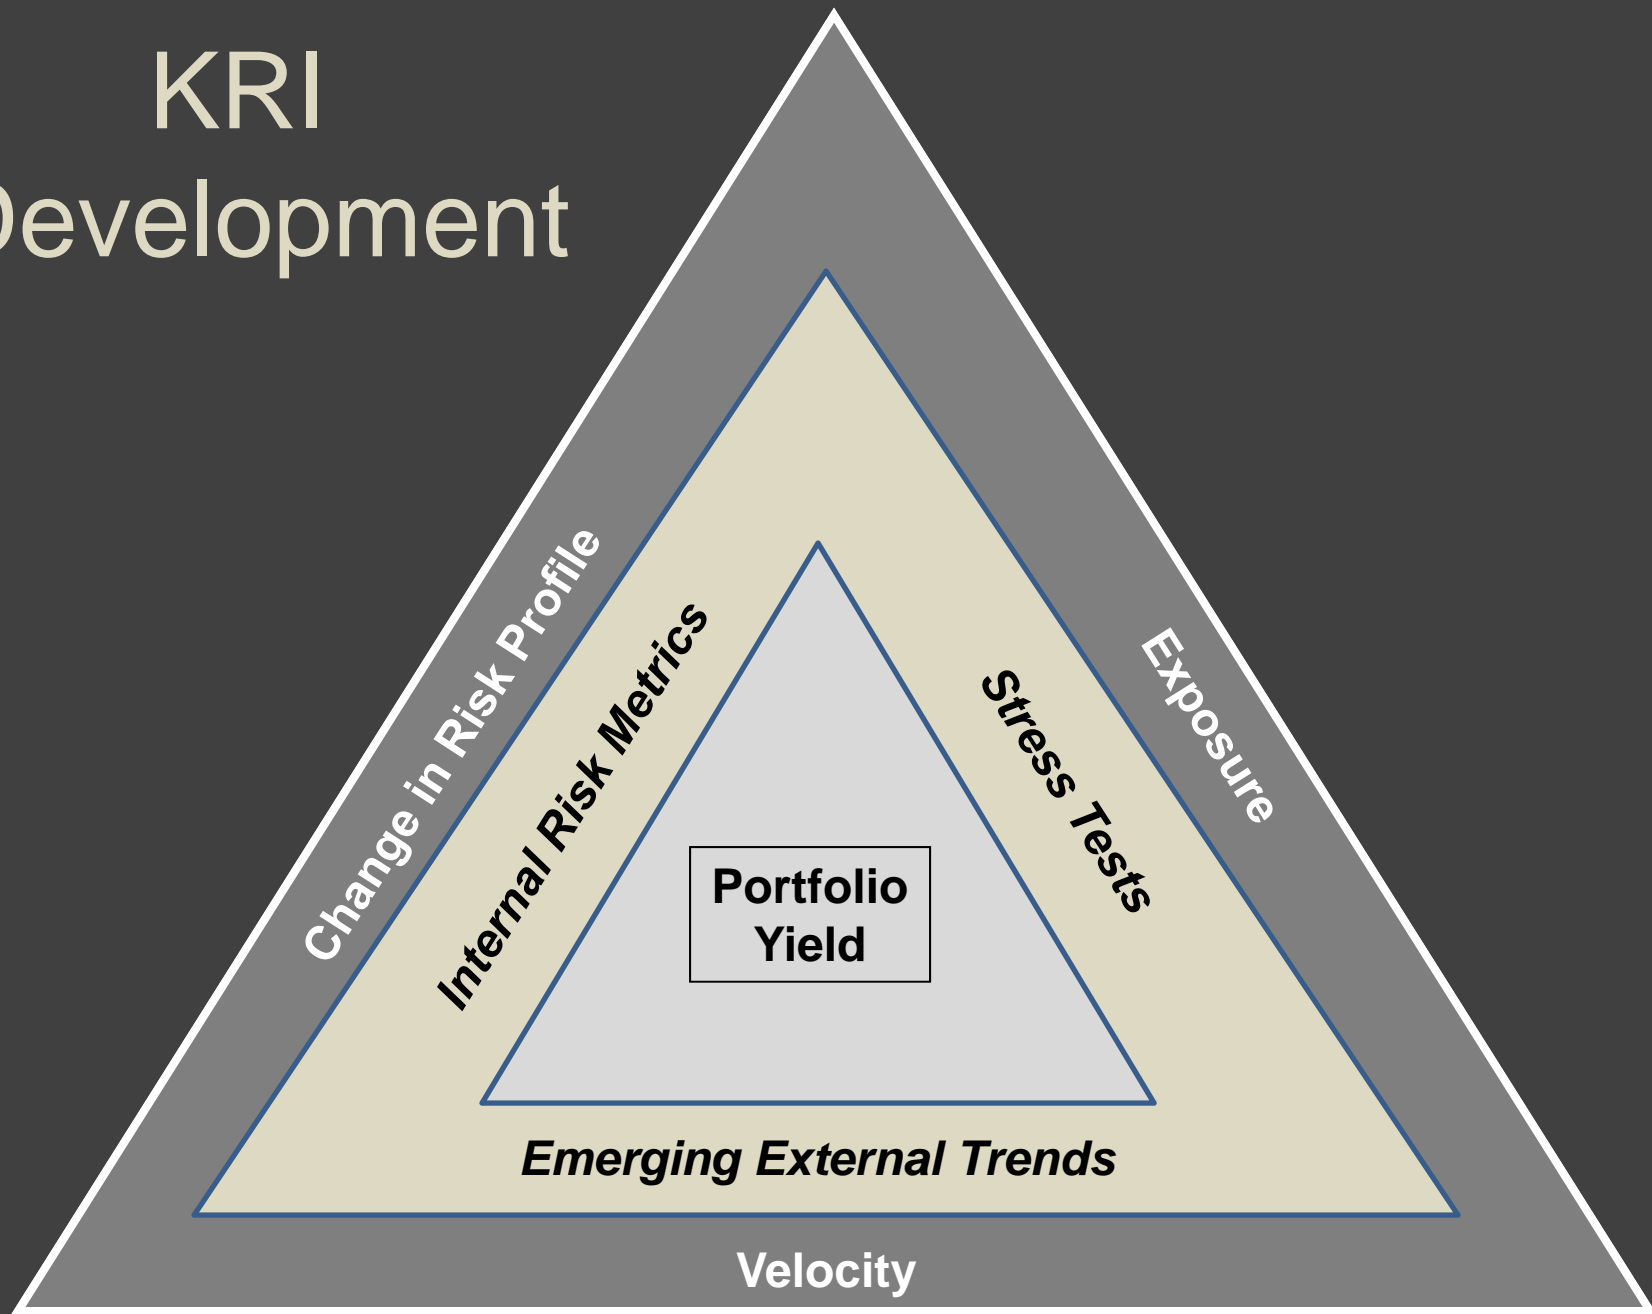 KRI
Development
Change in Risk Profile
Internal Risk Metrics
Stress Tests
Exposure
Portfolio
Yield
Emerging External Trends
Velocity